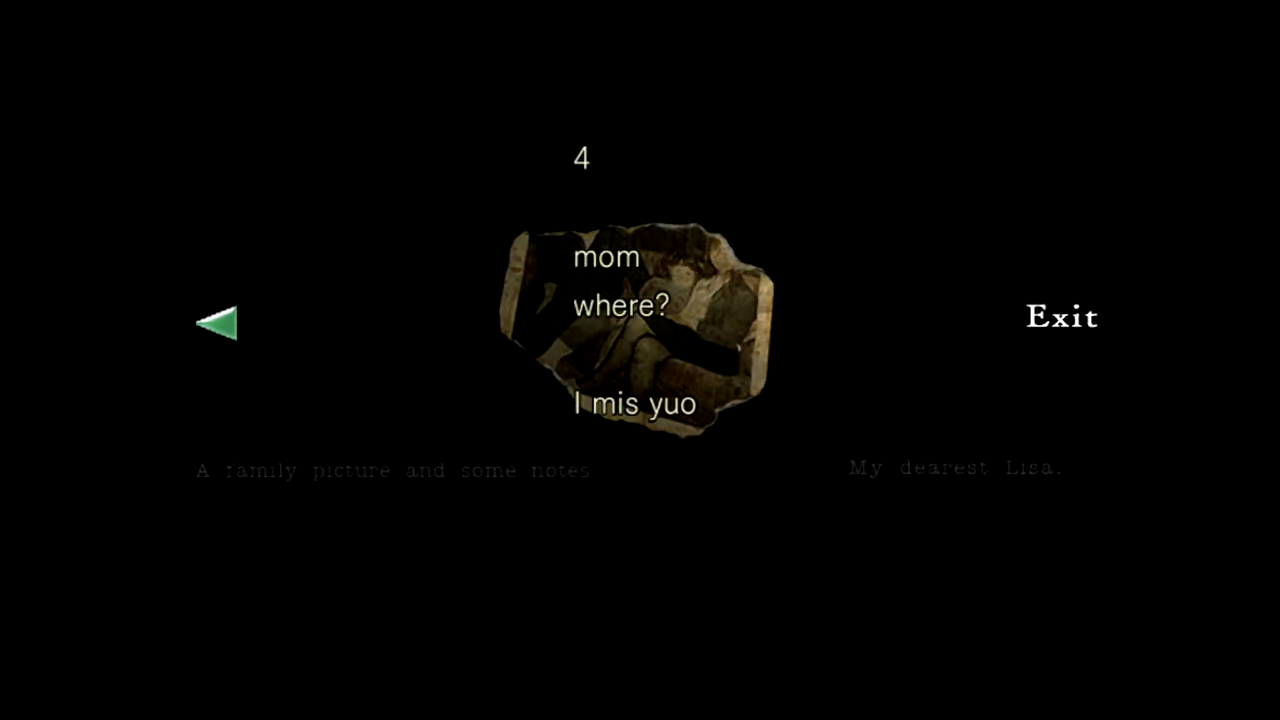 4
mom
where?
Exit
I mis yuo
A family picture and some notes
My dearest Lisa.